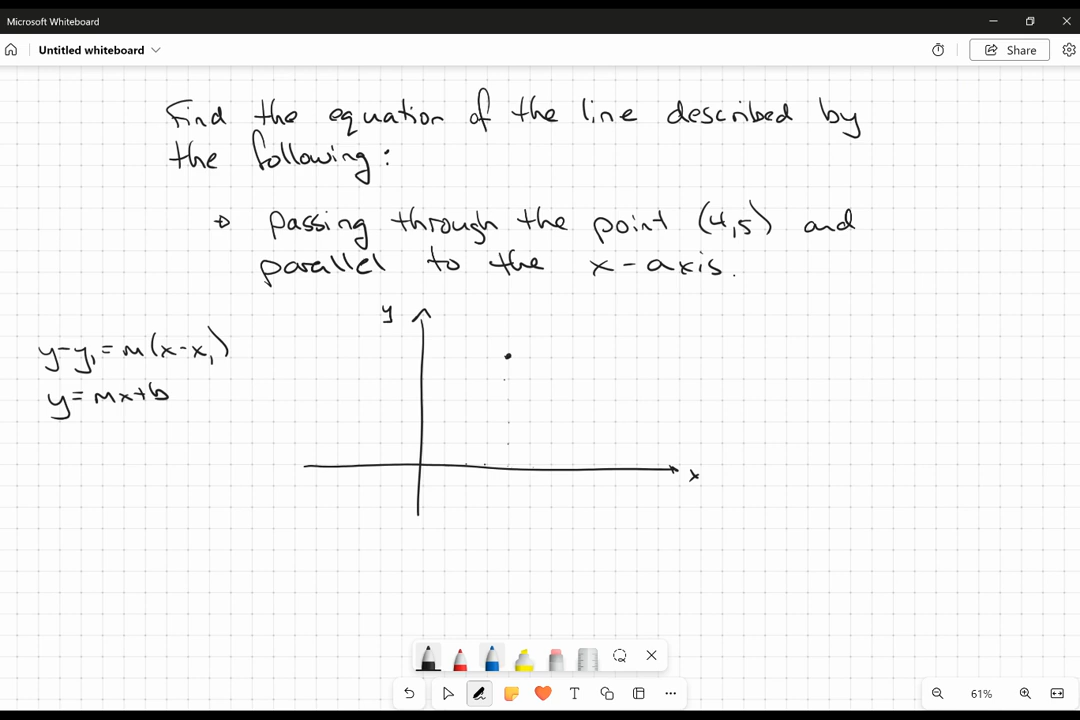 Microsoft Whiteboard
Untitled whiteboard
Share
Find the equation of the line described by
the following:
→ passing through the point (4,5) and
parallel to the x-axis.
y
y-y₁=m(x-x₁)
y=mx+b
x
61%